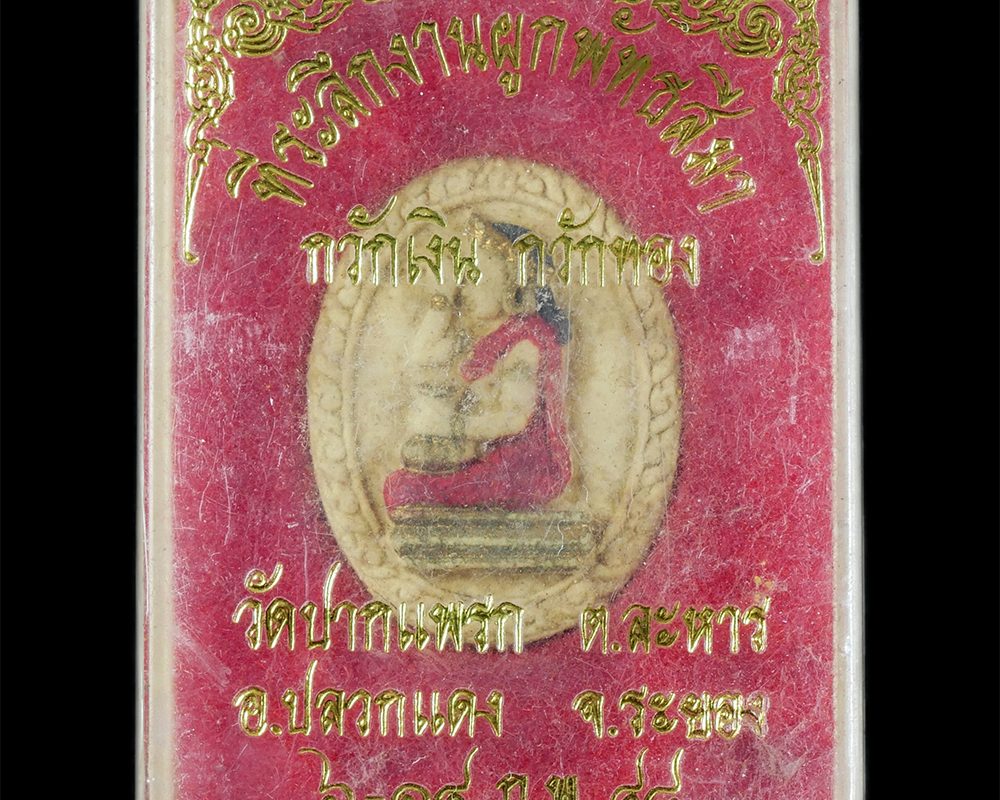 ที่ระลึกงานผูกพัทธสีมา
กวักเงิน กวักทอง
วัดปากแพรก ต.ละหาร
อ.ปลวกแดง จ.ระยอง